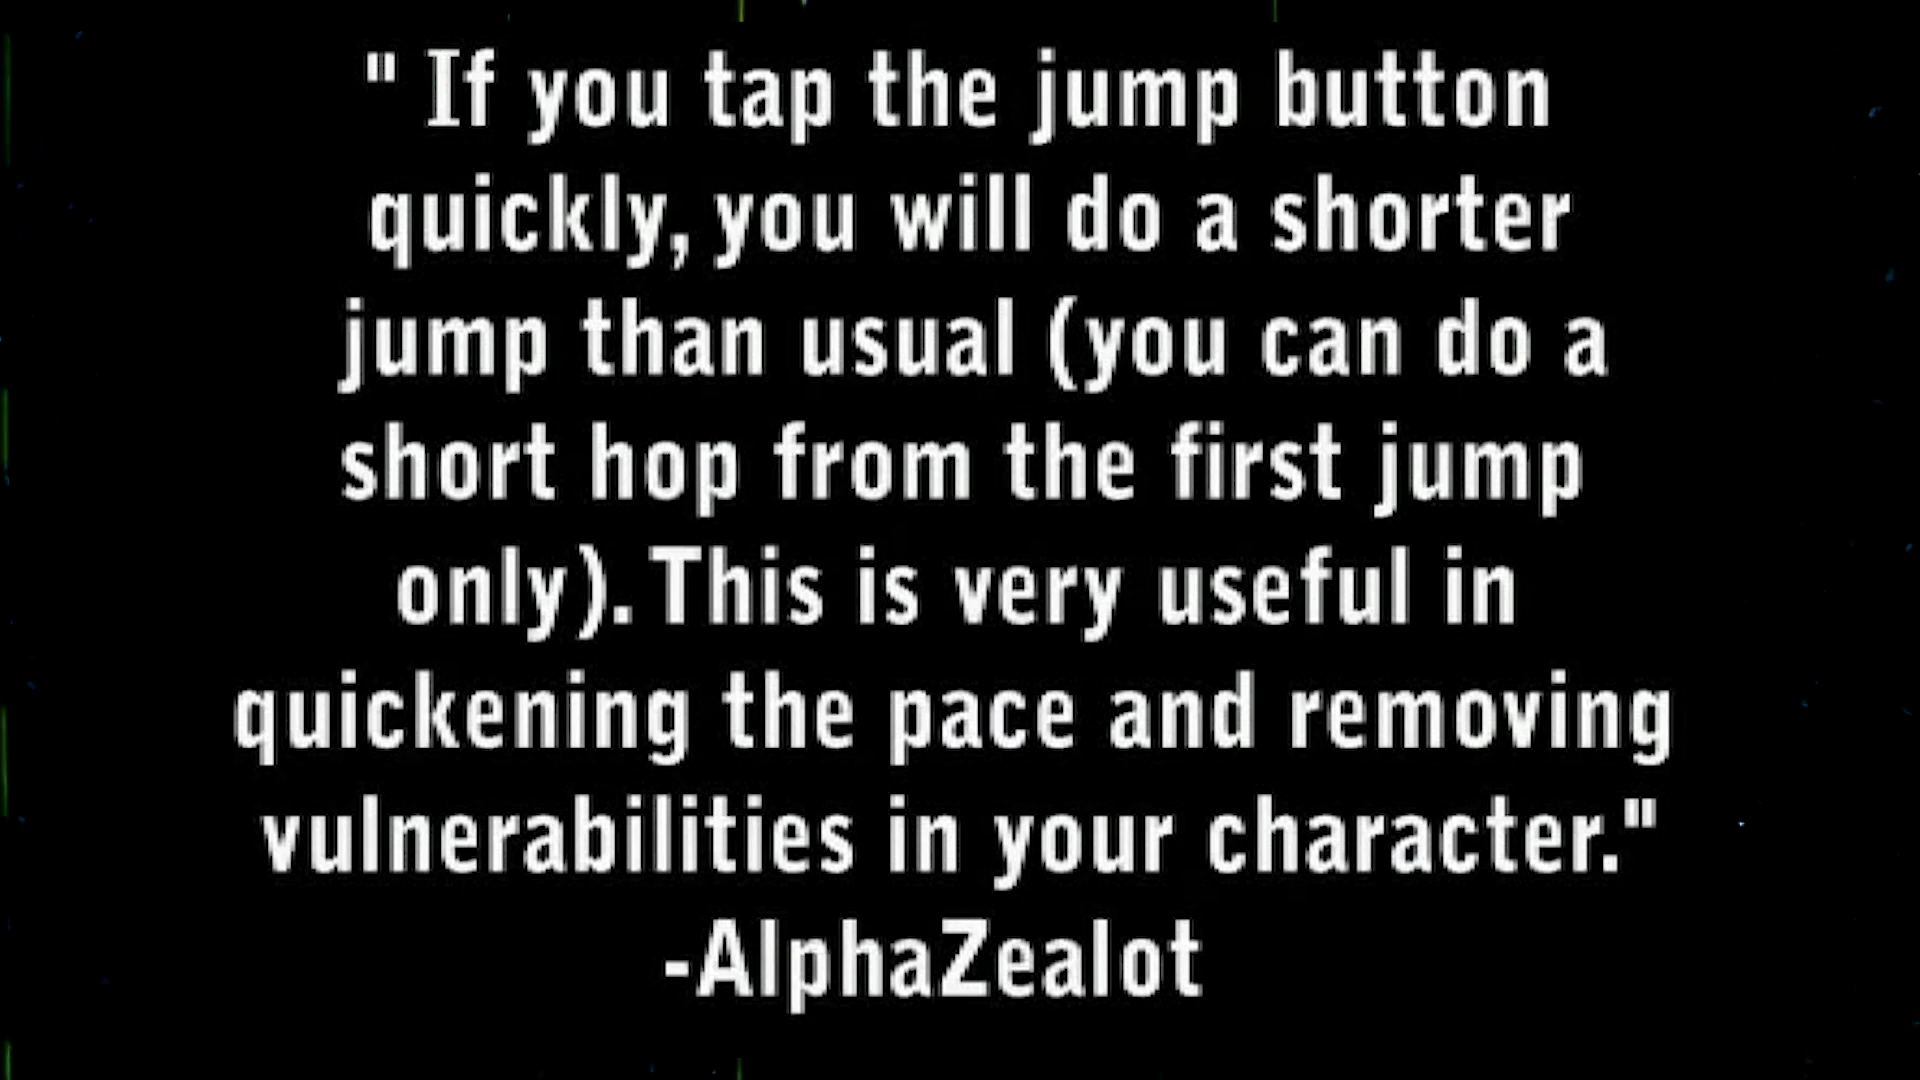 " If you tap the jump button
quickly, you will do a shorter
jump than usual (you can do a
short hop from the first jump
only). This is very useful in
quickening the pace and removing
vulnerabilities in your character."
-AlphaZealot